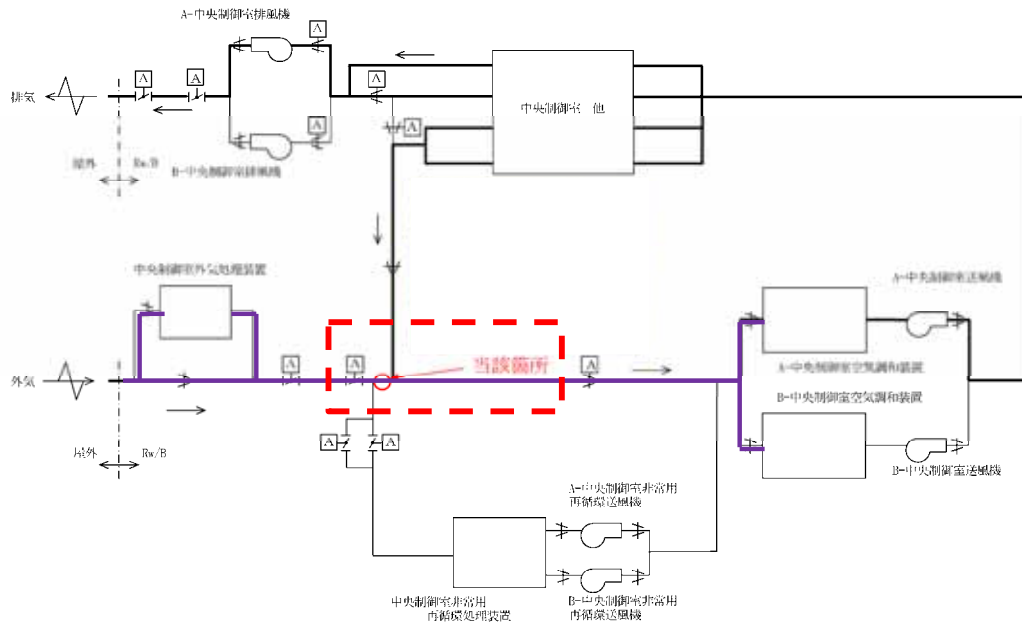 A-中央制御室排風機
A
A
A
A
排気
中央制御室 他
A
A
屋外
Rw/B
B-中央制御室排風機
中央制御室外気処理装置
A-中央制御室送風機
当該箇所
A
A
A
外気
A-中央制御室空気調和装置
B-中央制御室空気調和装置
A
A
屋外
Rw/B
B-中央制御室送風機
A-中央制御室非常用
再循環送風機
中央制御室非常用
再循環処理装置
B-中央制御室非常用
再循環送風機